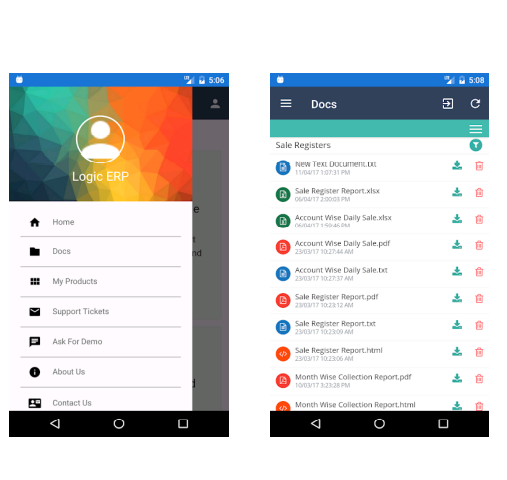 5:06
Logic ERP
Home
Docs
My Products
Support Tickets
Ask For Demo
About Us
Contact Us
5:08
Docs
Sale Registers
New Text Document.txt
11/04/17 1:07:31 PM
Sale Register Report.xlsx
06/04/17 2:00:03 PM
Account Wise Daily Sale.xlsx
06/04/17 1:59:46 PM
Account Wise Daily Sale.pdf
23/03/17 10:27:44 AM
Account Wise Daily Sale.txt
23/03/17 10:27:37 AM
Sale Register Report.pdf
23/03/17 10:23:12 AM
Sale Register Report.txt
23/03/17 10:23:09 AM
Sale Register Report.html
23/03/17 10:23:06 AM
Month Wise Collection Report.pdf
10/03/17 3:23:28 PM
Month Wise Collection Report.html